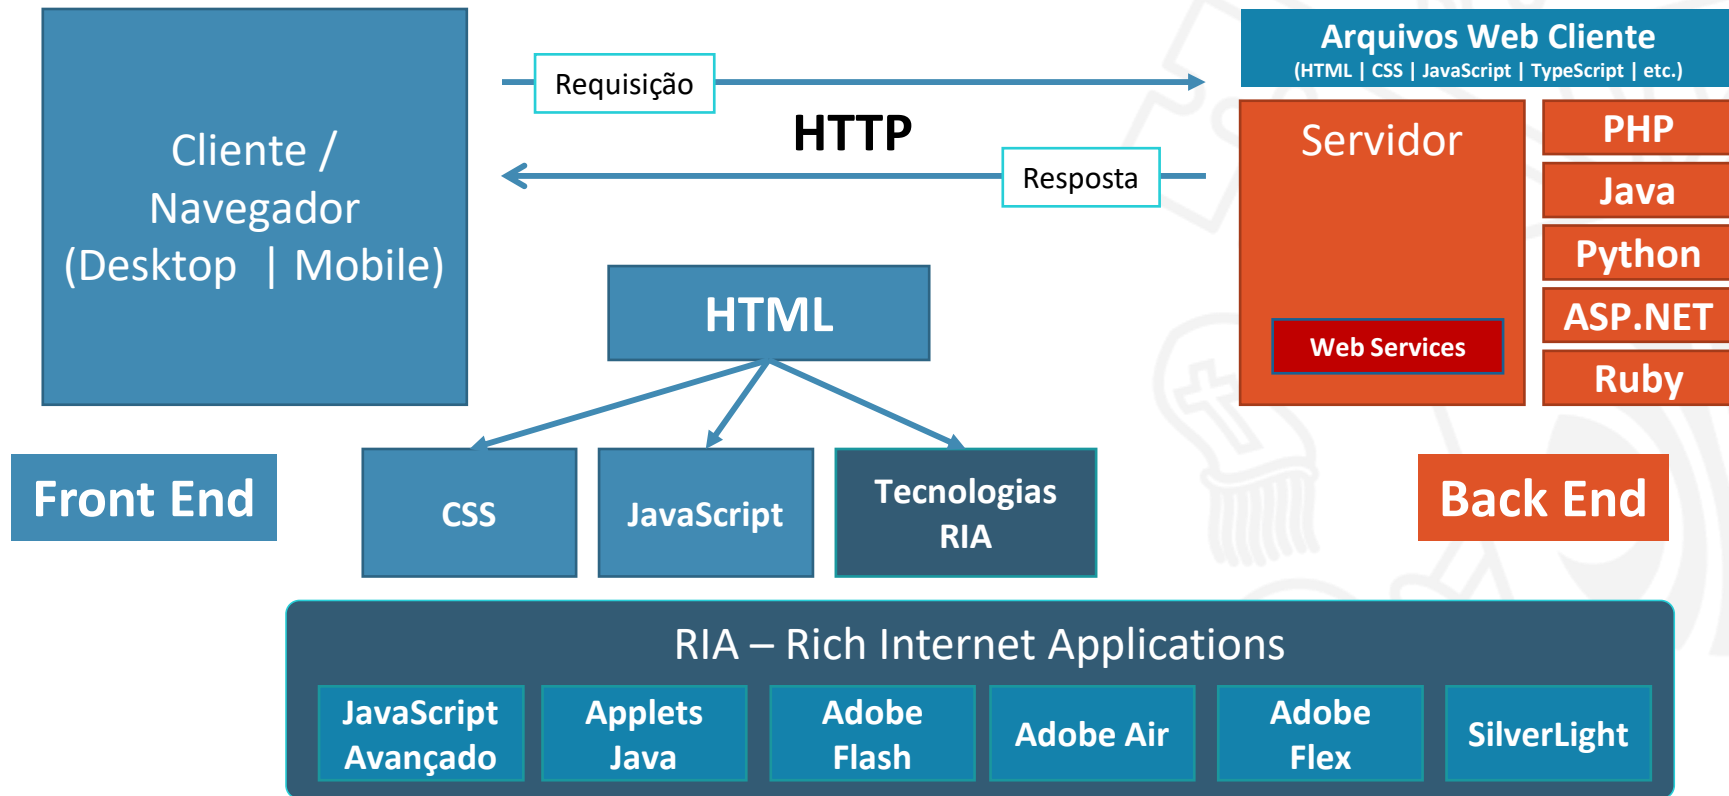 Cliente /
Navegador
(Desktop | Mobile)
Requisição
HTTP
Resposta
Arquivos Web Cliente
(HTML | CSS | JavaScript | TypeScript | etc.)
Servidor
Web Services
PHP
Java
Python
ASP.NET
Ruby
HTML
Front End
CSS
JavaScript
Tecnologias
RIA
Back End
RIA – Rich Internet Applications
JavaScript
Avançado
Applets
Java
Adobe
Flash
Adobe Air
Adobe
Flex
SilverLight